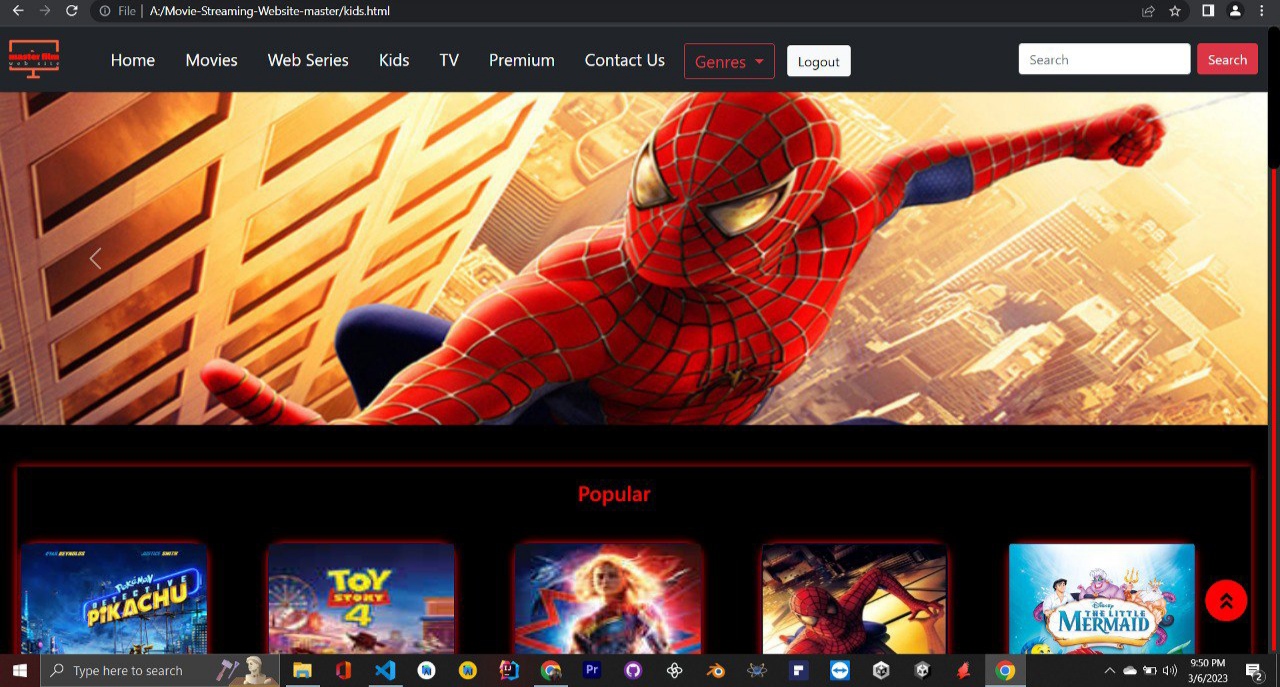 File | A:/Movie-Streaming-Website-master/kids.html
master film
web site
Home Movies Web Series Kids TV Premium Contact Us Genres Logout Search Search
Popular
RYAN REYNOLDS JUSTICE SMITH
POKÉMON
DETECTIVE
PIKACHU
TOY
STORY
4
Disney
THE LITTLE
MERMAID
Type here to search
Pr
9:50 PM
3/6/2023
2